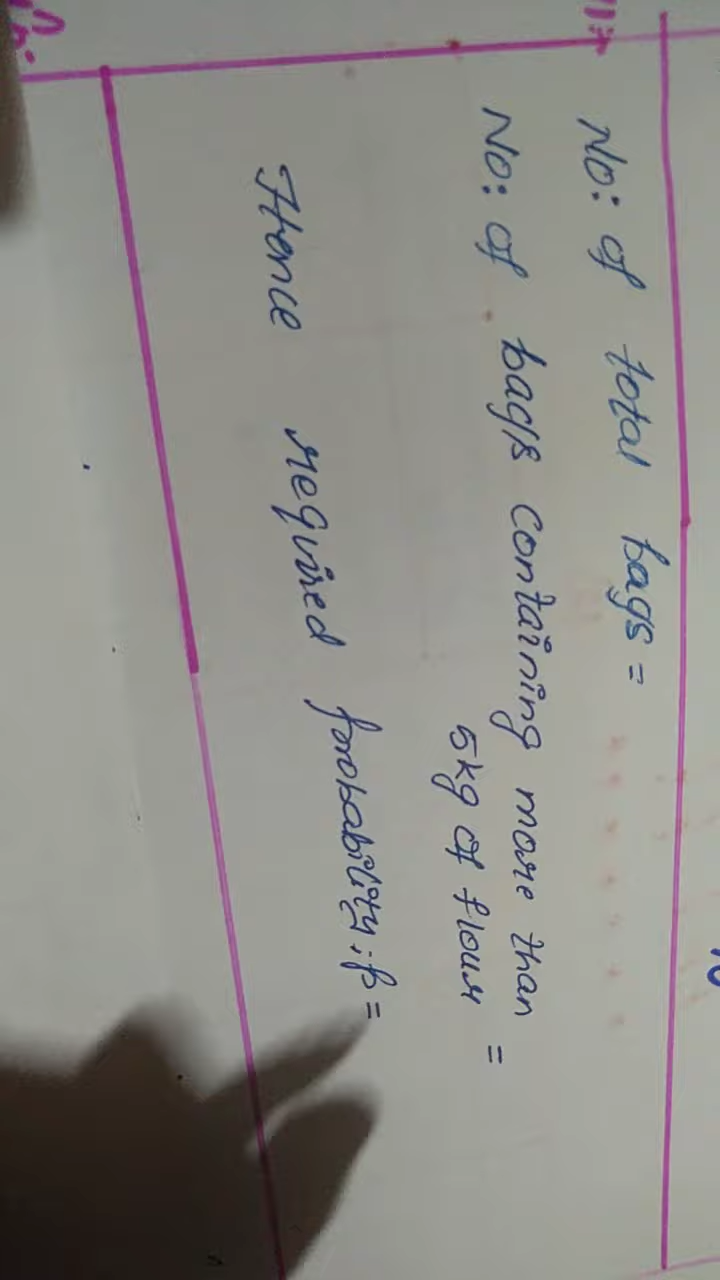 No: of total bags =
No: of bags containing more than
5kg of flour =
Hence required probability: p =